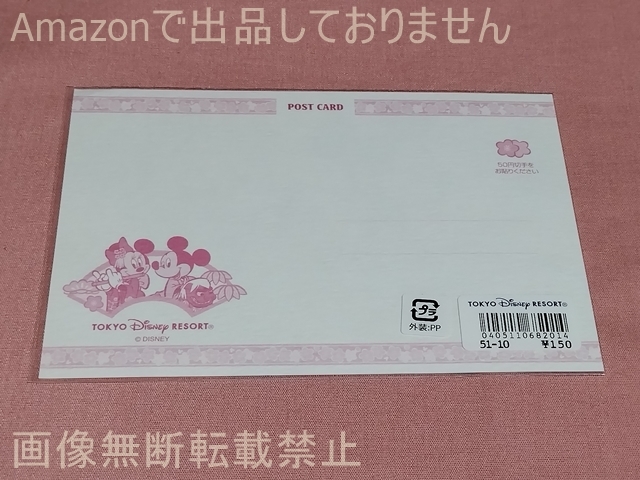 Amazonで出品しておりません
POST CARD
50円切手を
お貼りください
TOKYO Disney RESORT®
© DISNEY
プラ
外装:PP
TOKYO Disney RESORT®
0405110682014
51-10 ¥150
画像無断転載禁止